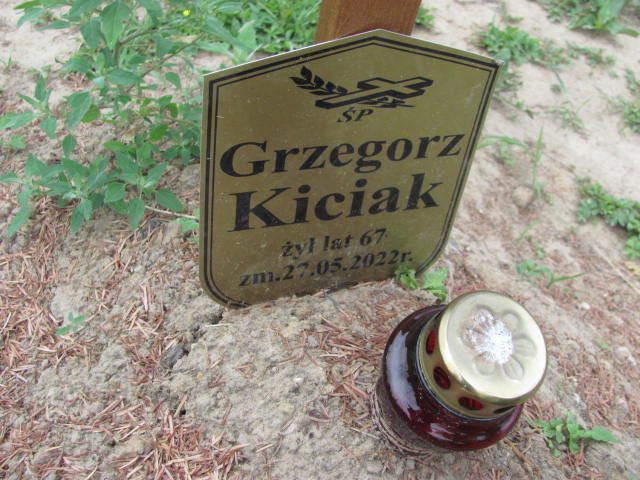 ŚP
Grzegorz
Kiciak
żył lat 67
zm.27.05.2022r.